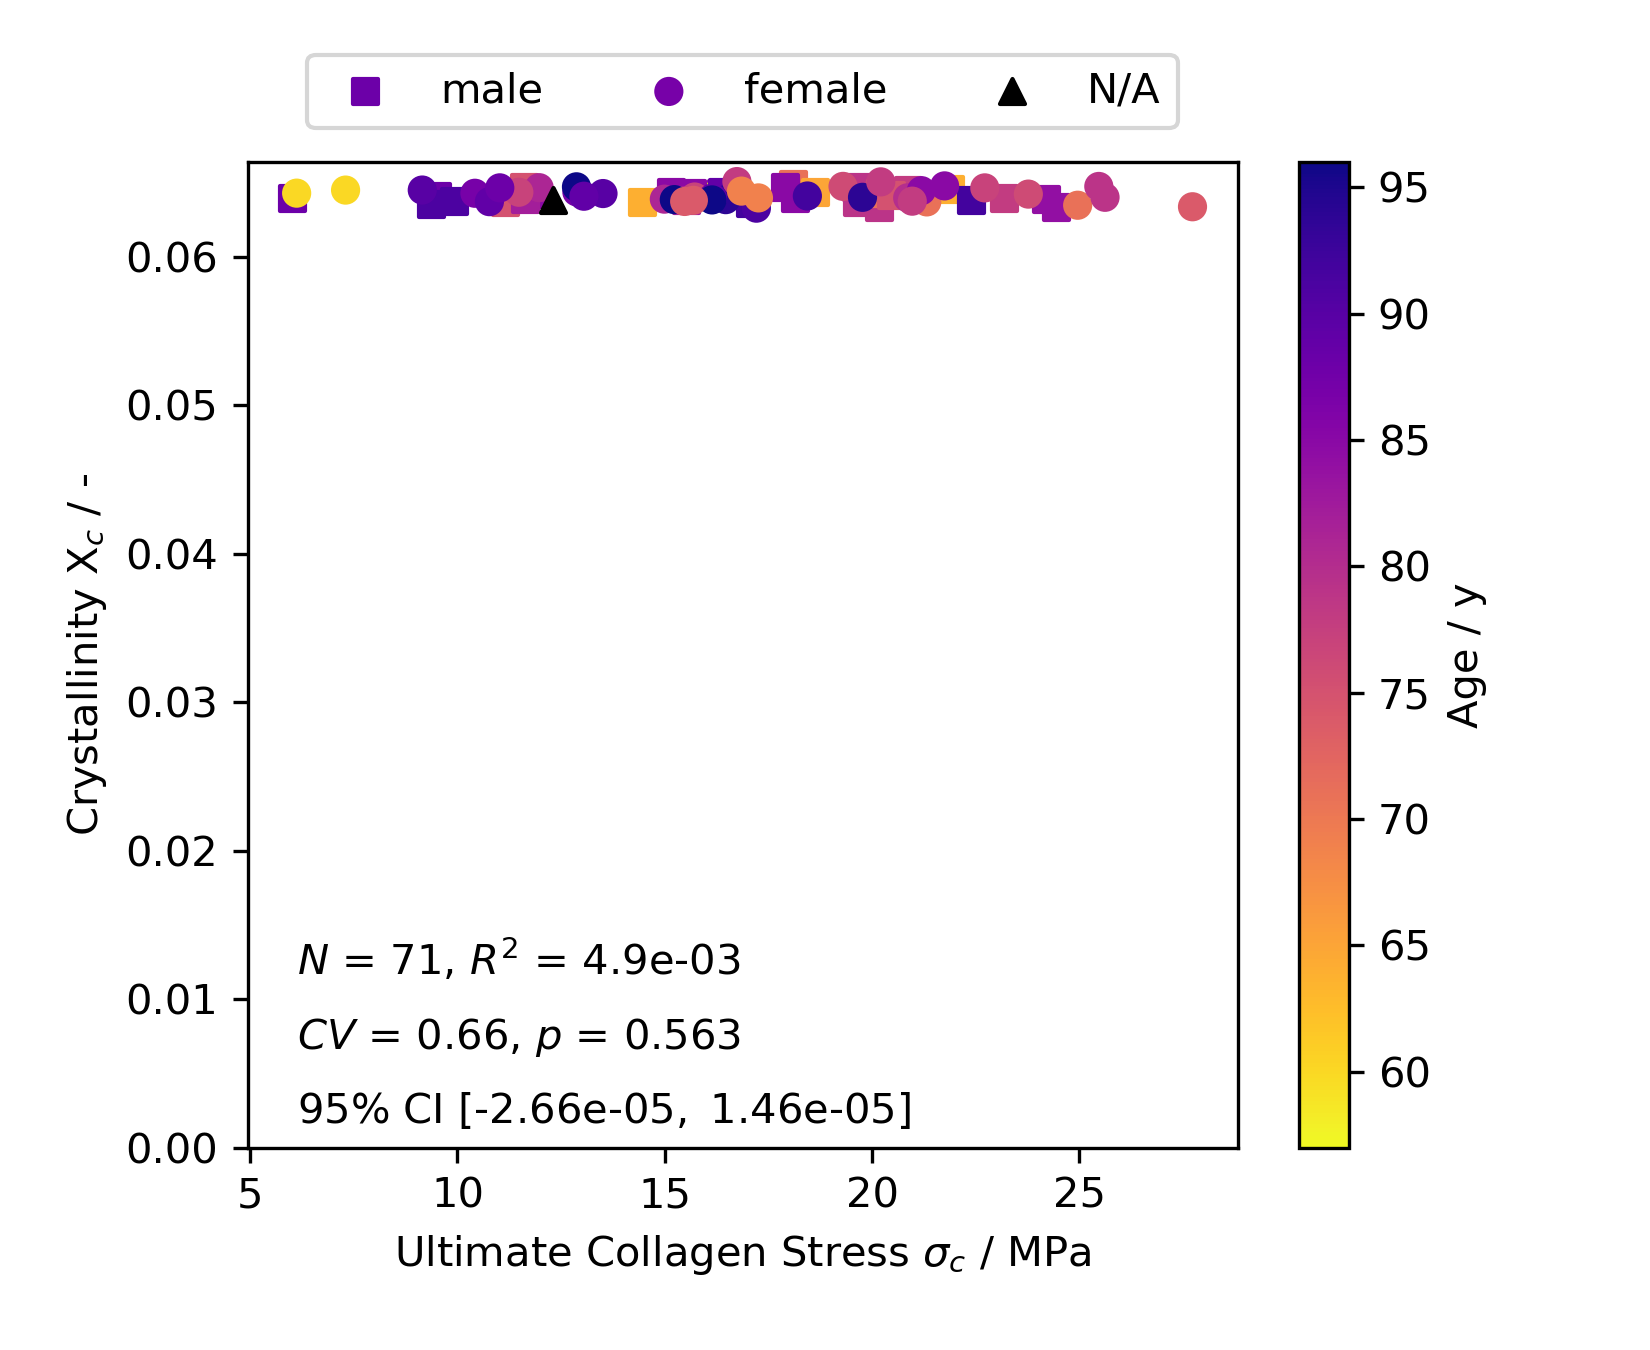 male female N/A
0.06
0.05
0.04
0.03
0.02
0.01
0.00
Crystallinity X_c / -
N = 71, R² = 4.9e-03
CV = 0.66, p = 0.563
95% CI [-2.66e-05, 1.46e-05]
5 10 15 20 25
Ultimate Collagen Stress σ_c / MPa
95
90
85
80
75
70
65
60
Age / y